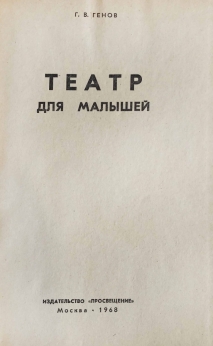 Г. В. ГЕНОВ
ТЕАТР
ДЛЯ МАЛЫШЕЙ
ИЗДАТЕЛЬСТВО «ПРОСВЕЩЕНИЕ»
Москва • 1968